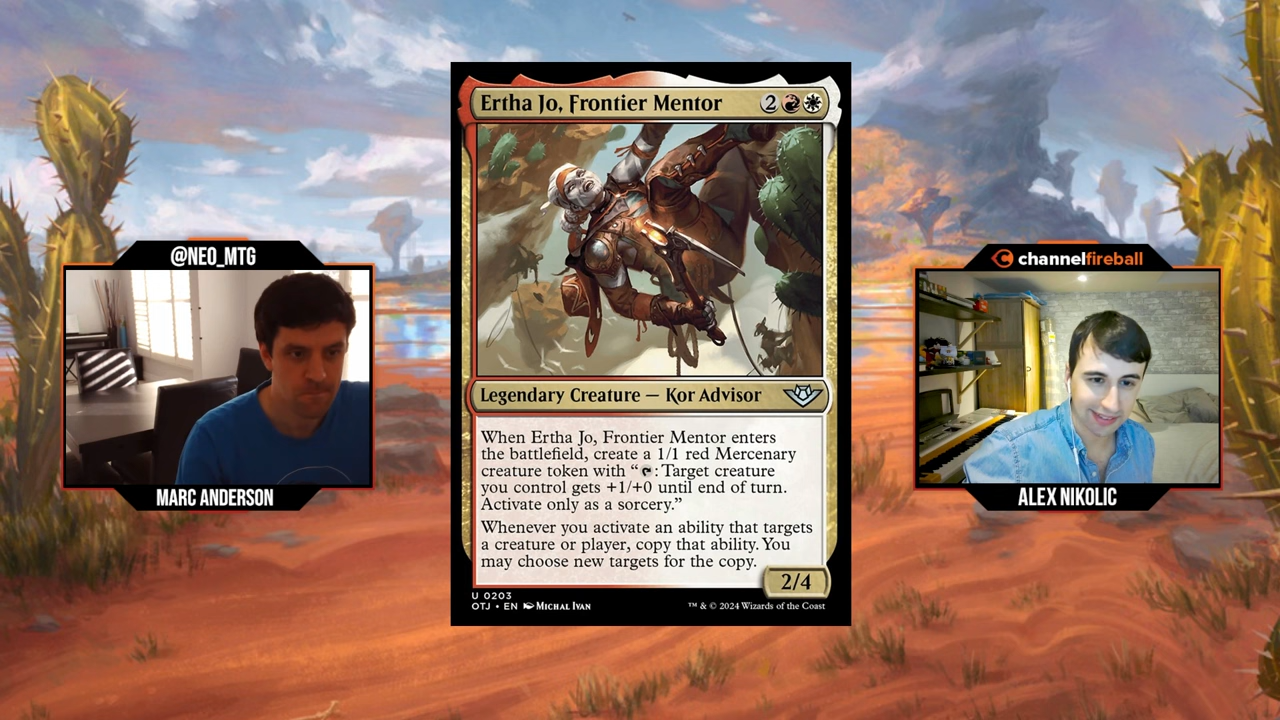 @NEO_MTG
MARC ANDERSON
Ertha Jo, Frontier Mentor 2
Legendary Creature — Kor Advisor
When Ertha Jo, Frontier Mentor enters
the battlefield, create a 1/1 red Mercenary
creature token with “ : Target creature
you control gets +1/+0 until end of turn.
Activate only as a sorcery.”
Whenever you activate an ability that targets
a creature or player, copy that ability. You
may choose new targets for the copy.
2/4
U 0203
OTJ • EN MICHAL IVAN
™ & © 2024 Wizards of the Coast
channelfireball
ALEX NIKOLIC